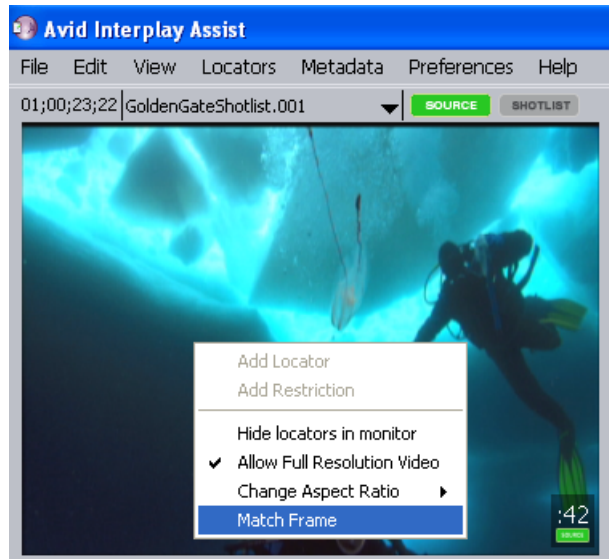 Avid Interplay Assist
File Edit View Locators Metadata Preferences Help
01;00;23;22 GoldenGateShotlist.001 SOURCE SHOTLIST
Add Locator
Add Restriction
Hide locators in monitor
Allow Full Resolution Video
Change Aspect Ratio
Match Frame
:42
SOURCE